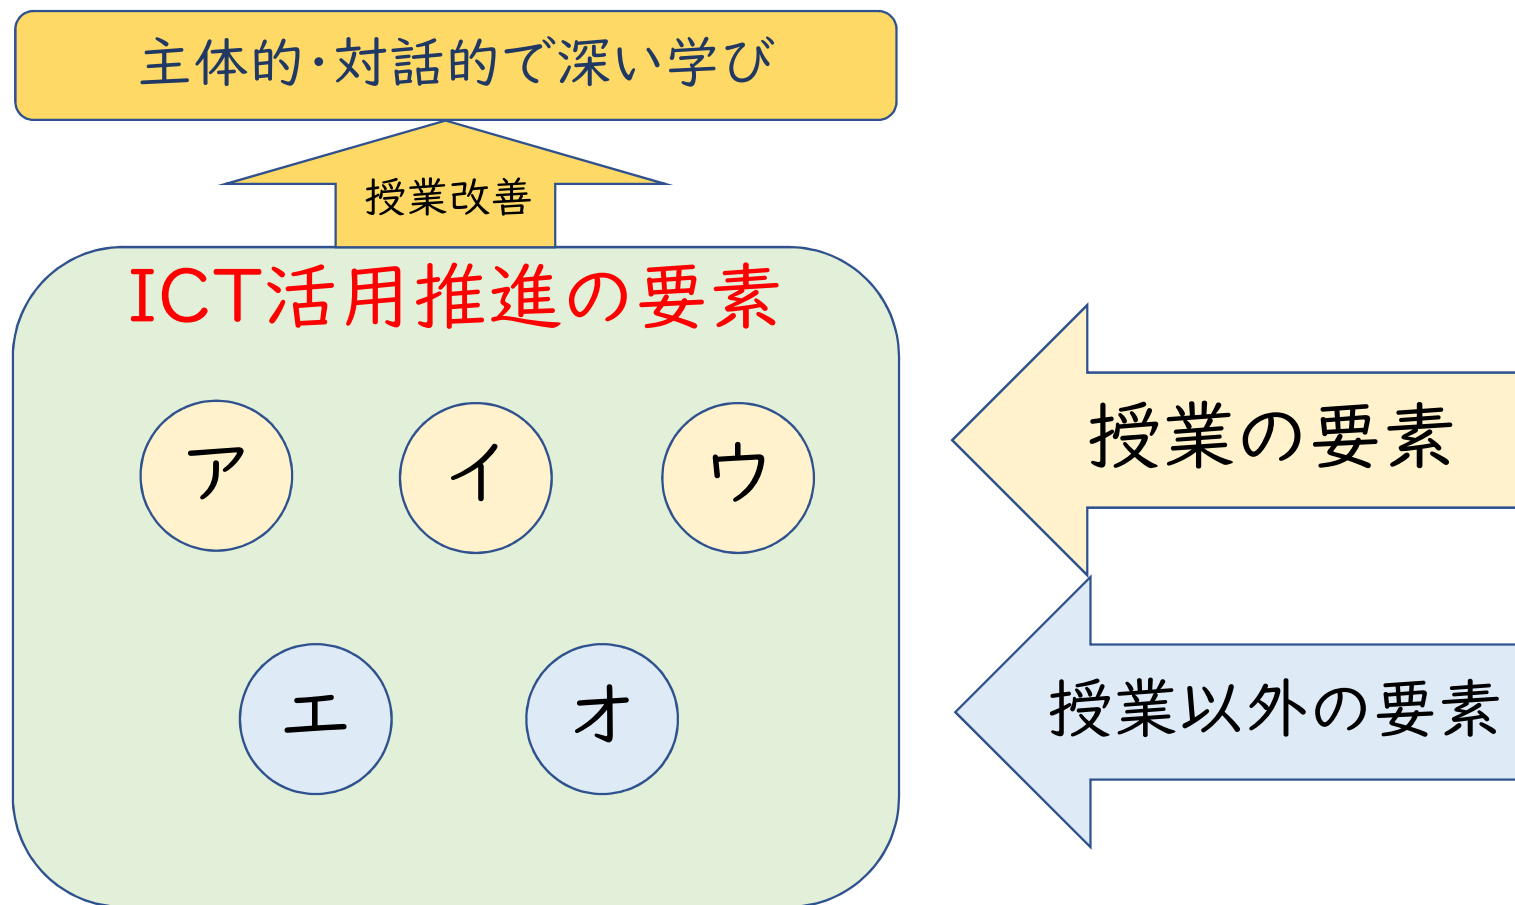 主体的・対話的で深い学び
授業改善
ICT活用推進の要素
ア
イ
ウ
授業の要素
エ
オ
授業以外の要素